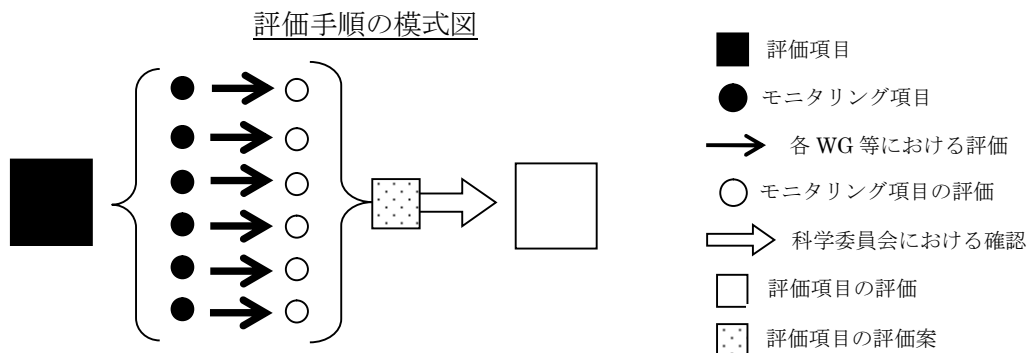 評価手順の模式図
評価項目
モニタリング項目
各 WG 等における評価
モニタリング項目の評価
科学委員会における確認
評価項目の評価
評価項目の評価案